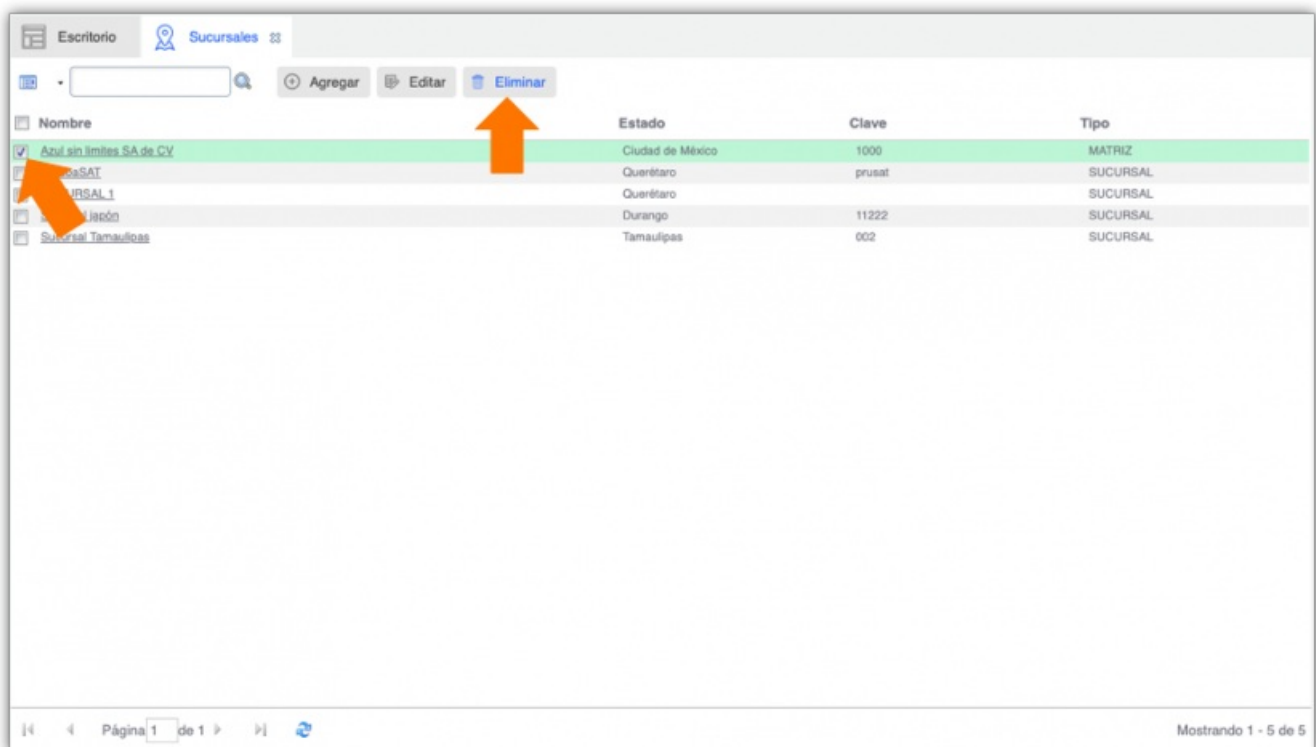 Escritorio Sucursales
Agregar Editar Eliminar
Nombre Estado Clave Tipo
Azul sin limites SA de CV Ciudad de México 1000 MATRIZ
Querétaro prusat SUCURSAL
Querétaro SUCURSAL
japón Durango 11222 SUCURSAL
Sucursal Tamaulipas Tamaulipas 002 SUCURSAL
Página 1 de 1 Mostrando 1 - 5 de 5